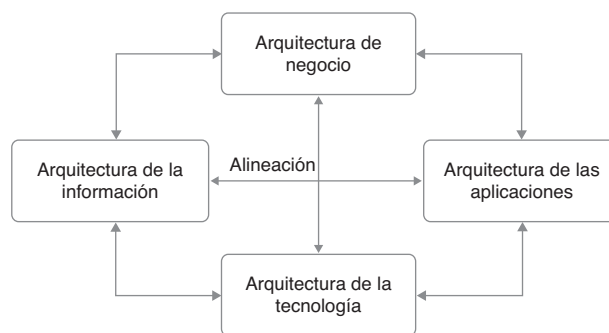 Arquitectura de
negocio
Alineación
Arquitectura de la
información
Arquitectura de las
aplicaciones
Arquitectura de la
tecnología